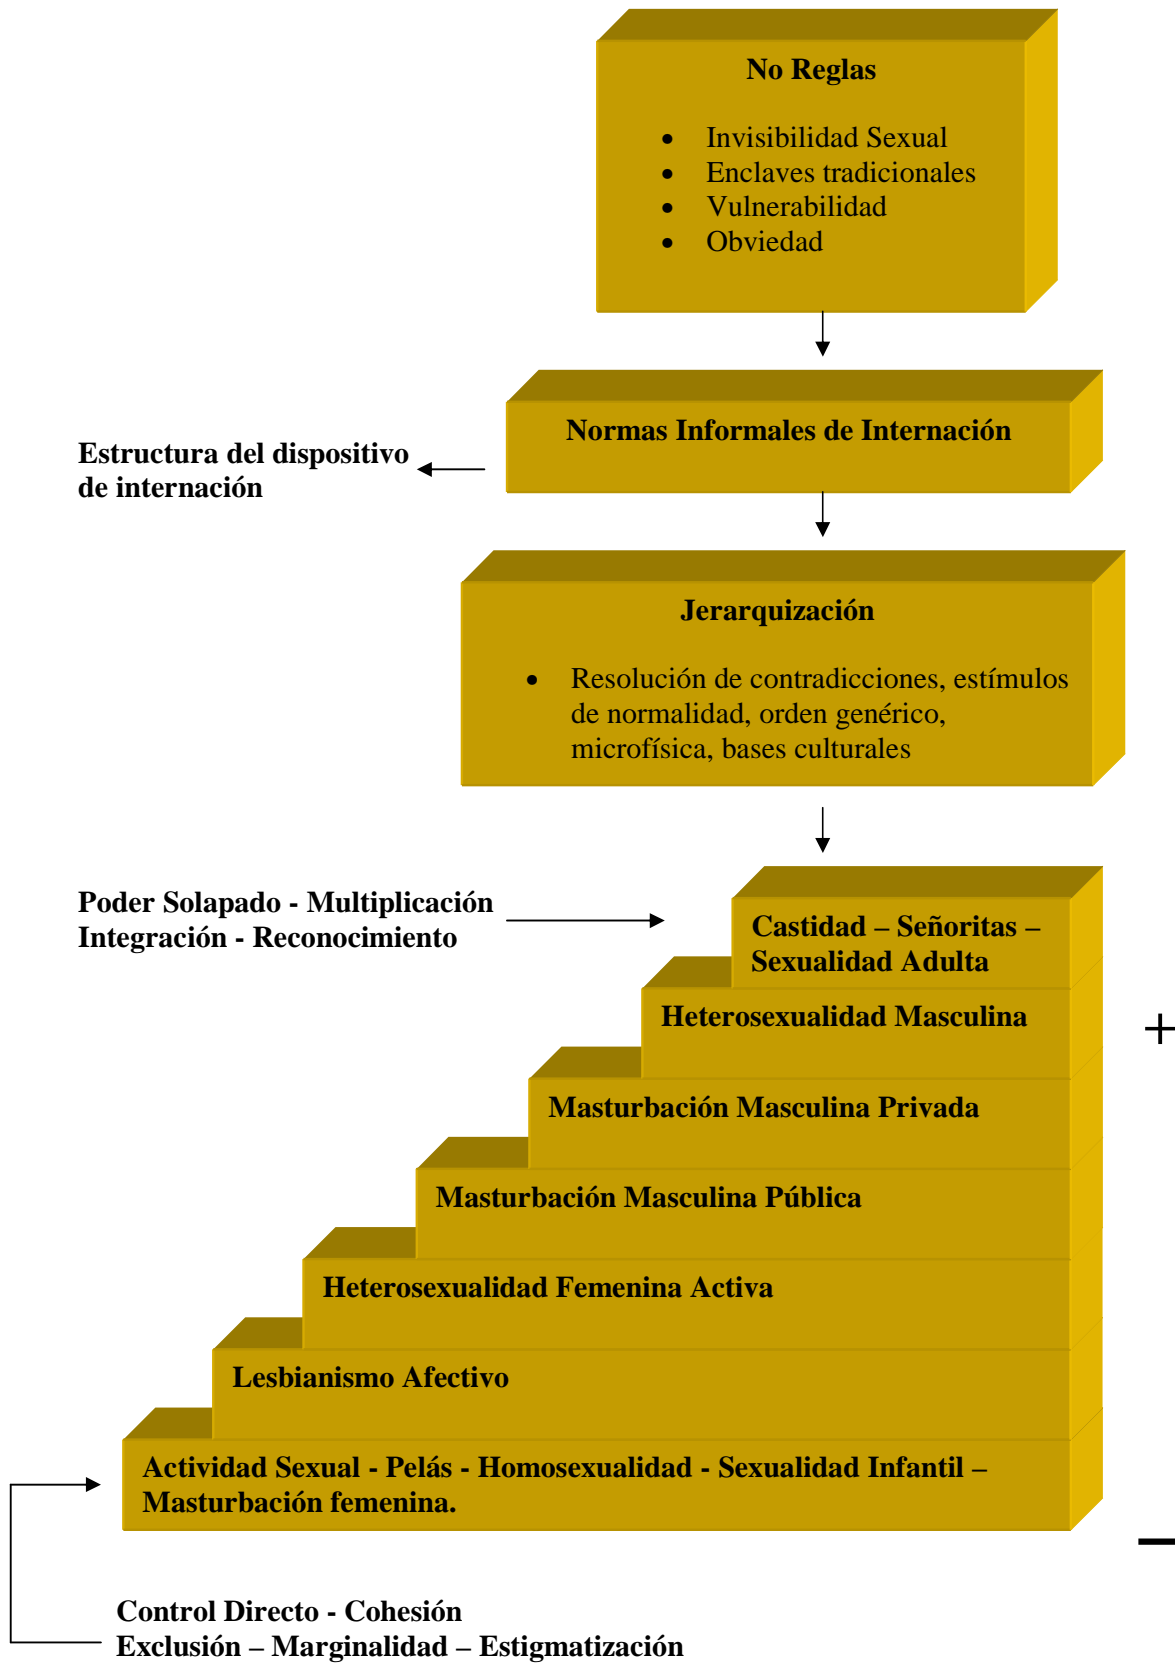 No Reglas
• Invisibilidad Sexual
• Enclaves tradicionales
• Vulnerabilidad
• Obviedad
Normas Informales de Internación
Estructura del dispositivo
de internación
Jerarquización
• Resolución de contradicciones, estímulos
de normalidad, orden genérico,
microfísica, bases culturales
Poder Solapado - Multiplicación
Integración - Reconocimiento
Castidad – Señoritas –
Sexualidad Adulta
Heterosexualidad Masculina
+
Masturbación Masculina Privada
Masturbación Masculina Pública
Heterosexualidad Femenina Activa
Lesbianismo Afectivo
Actividad Sexual - Pelás - Homosexualidad - Sexualidad Infantil –
Masturbación femenina.
–
Control Directo - Cohesión
Exclusión – Marginalidad – Estigmatización